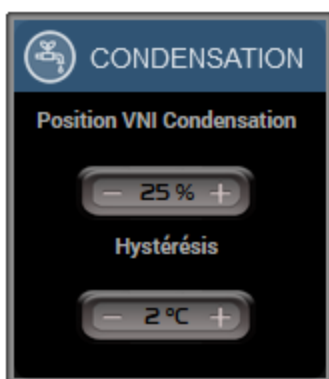 CONDENSATION
Position VNI Condensation
− 25 % +
Hystérésis
− 2 °C +